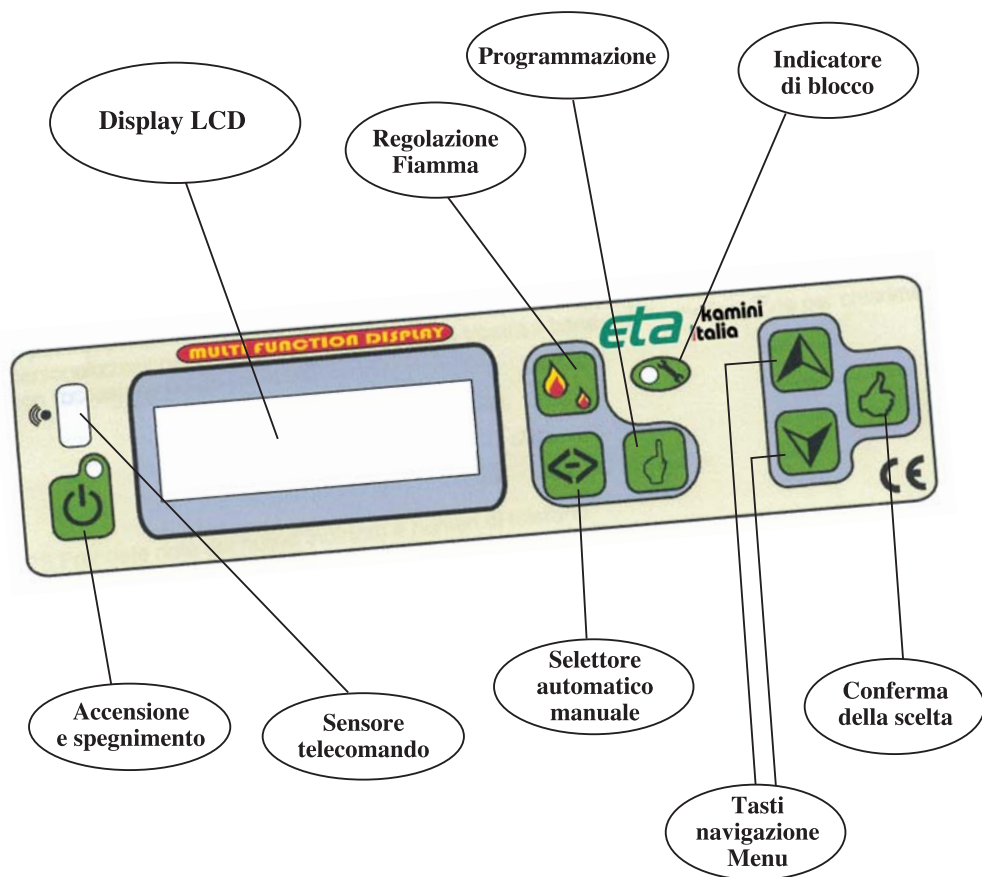 Programmazione
Indicatore
di blocco
Display LCD
Regolazione
Fiamma
MULTI FUNCTION DISPLAY
eta kamini
italia
CE
Selettore
automatico
manuale
Accensione
e spegnimento
Sensore
telecomando
Conferma
della scelta
Tasti
navigazione
Menu